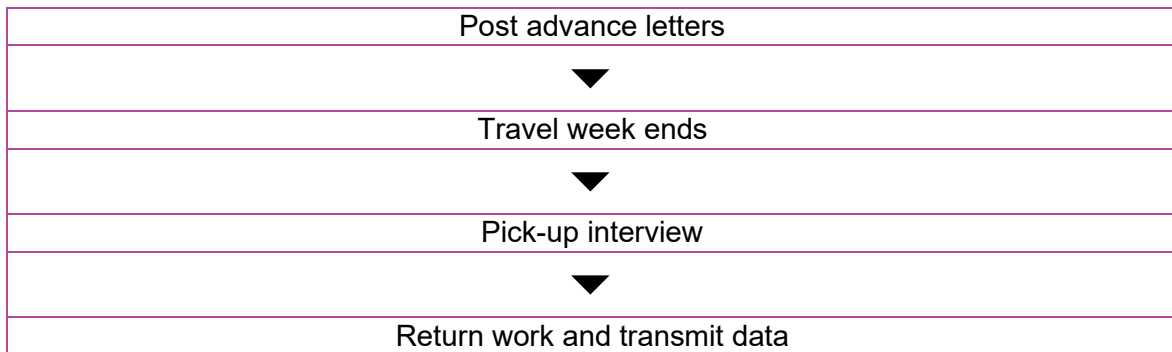 Post advance letters
Travel week ends
Pick-up interview
Return work and transmit data